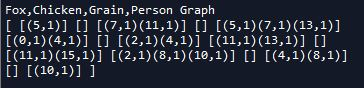 Fox,Chicken,Grain,Person Graph
[ [(5,1)] [] [(7,1)(11,1)] [] [(5,1)(7,1)(13,1)]
[(0,1)(4,1)] [] [(2,1)(4,1)] [(11,1)(13,1)] []
[(11,1)(15,1)] [(2,1)(8,1)(10,1)] [] [(4,1)(8,1)]
[] [(10,1)] ]